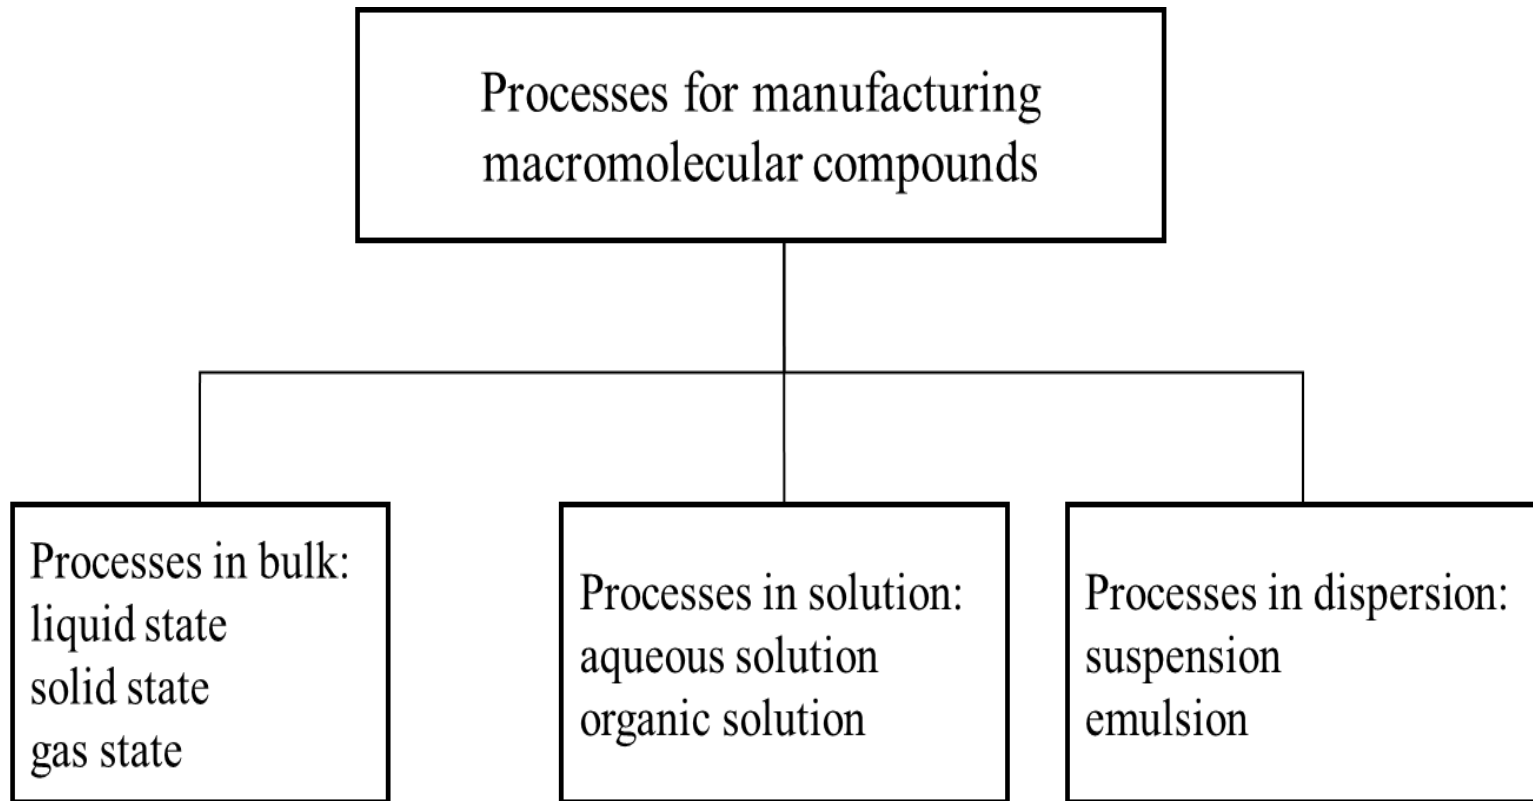 Processes for manufacturing
macromolecular compounds
Processes in bulk:
liquid state
solid state
gas state
Processes in solution:
aqueous solution
organic solution
Processes in dispersion:
suspension
emulsion